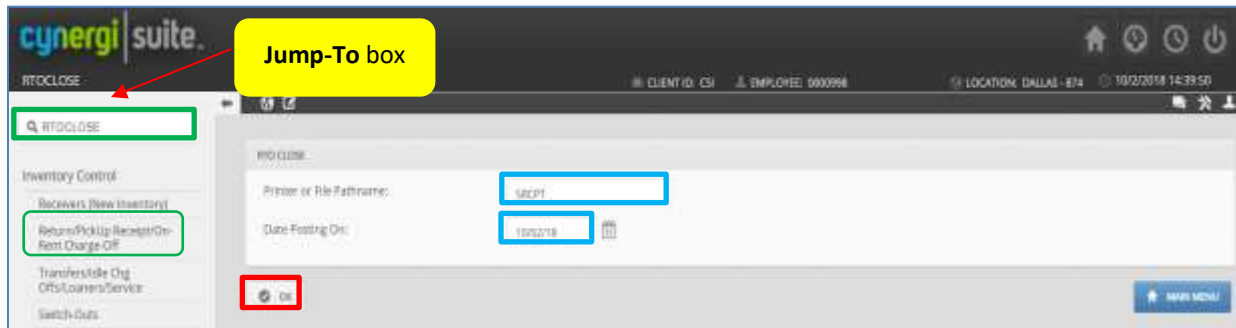 cynergi suite.
Jump-To box
RTOCLOSE
CLIENT ID: CSI
EMPLOYEE: 0000998
LOCATION: DALLAS - 874
10/2/2018 14:39:50
RTOCLOSE
RTO CLOSE
Inventory Control
Printer or File Pathname:
Receivers (New Inventory)
Return/PickUp Receipt/On-
Rent Charge-Off
Date Posting On:
10/02/18
Transfers/Idle Chg
Offs/Loaners/Service
Switch-Outs
OK
MAIN MENU